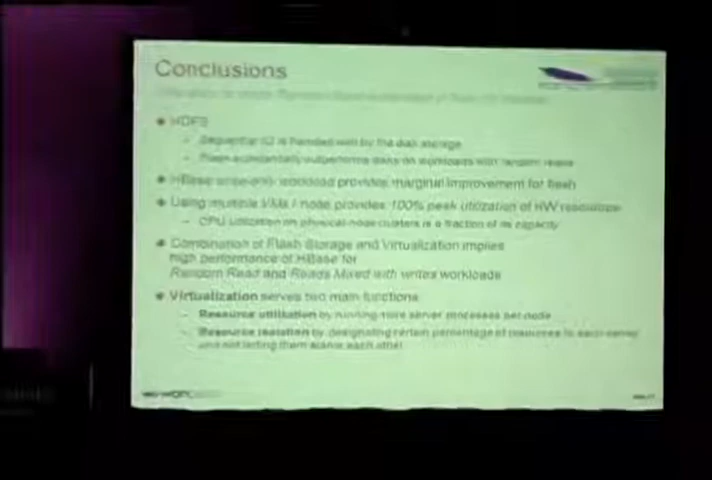 Conclusions
HDFS
Sequential I/O is handled well by the disk storage
Flash substantially outperforms disks on workloads with random reads
HBase write-only workload provides marginal improvement for flash
Using multiple VMs / node provides 100% peak utilization of HW resources
CPU utilization on physical-node clusters is a fraction of its capacity
Combination of Flash Storage and Virtualization implies
high performance of HBase for
Random Read and Reads Mixed with writes workloads
Virtualization serves two main functions
Resource utilization by running more server processes per node
Resource isolation by designating certain percentage of resources to each server
and not letting them starve each other